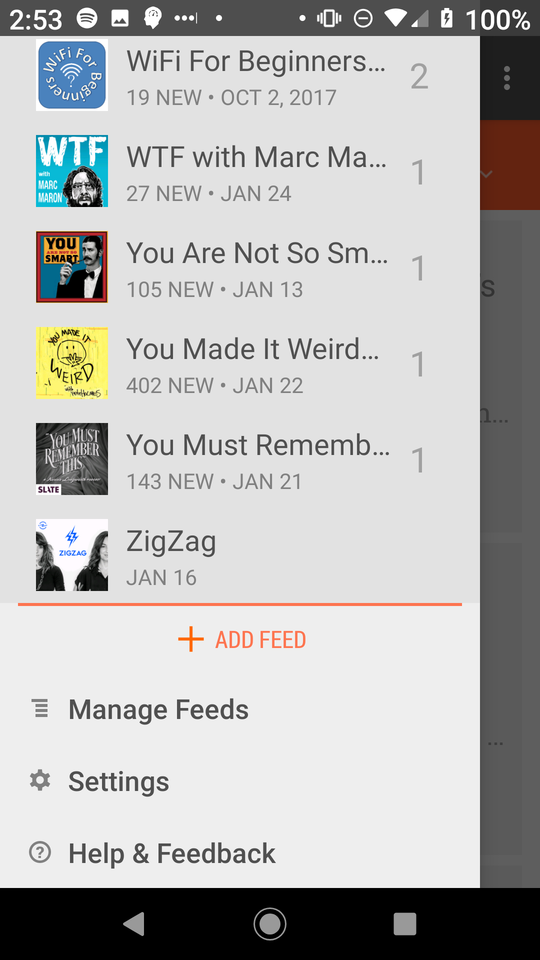 2:53
100%
WiFi For Beginners
WiFi For Beginners...
2
19 NEW • OCT 2, 2017
WTF
with
MARC
MARON
WTF with Marc Ma...
1
27 NEW • JAN 24
YOU
ARE NOT SO
SMART
You Are Not So Sm...
1
105 NEW • JAN 13
YOU MADE IT
WEIRD
with
You Made It Weird...
1
402 NEW • JAN 22
YOU MUST
REMEMBER
THIS
SLATE
You Must Rememb...
1
143 NEW • JAN 21
ZIGZAG
ZigZag
JAN 16
ADD FEED
Manage Feeds
Settings
Help & Feedback
s
n...
...